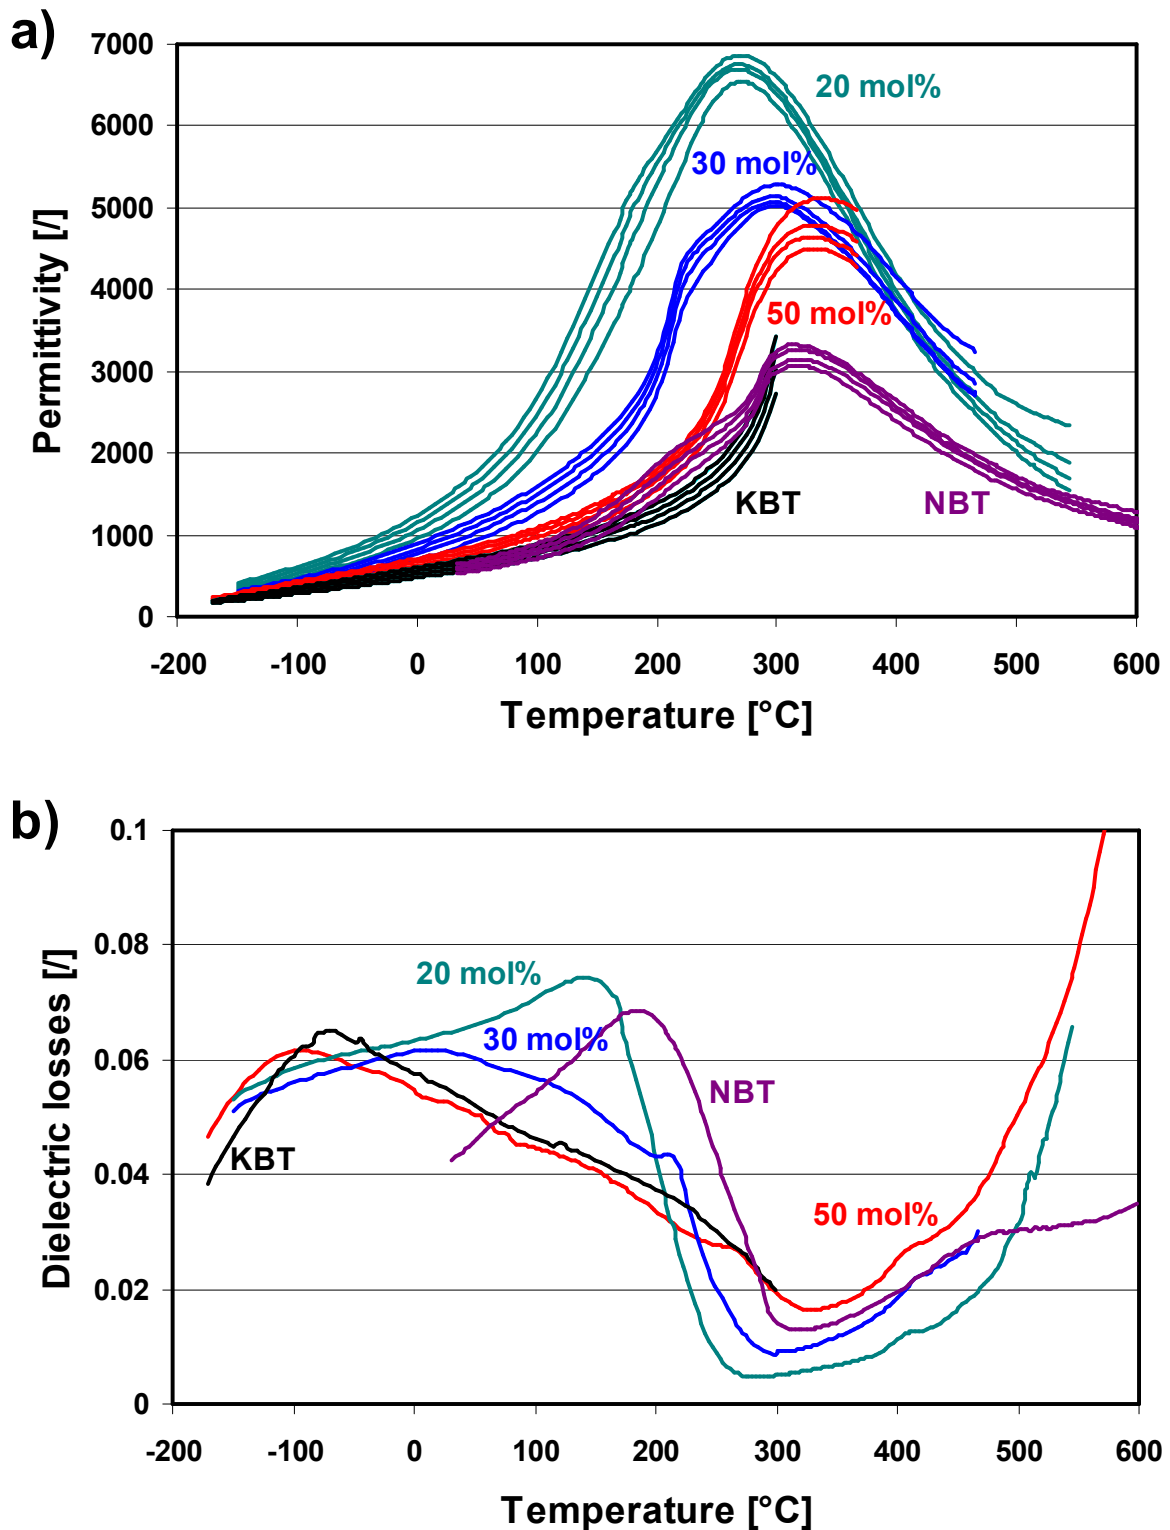 a)
7000
6000
5000
4000
3000
2000
1000
0
Permittivity [/]
20 mol%
30 mol%
50 mol%
KBT
NBT
-200 -100 0 100 200 300 400 500 600
Temperature [°C]
b)
0.1
0.08
0.06
0.04
0.02
0
Dielectric losses [/]
20 mol%
30 mol%
NBT
KBT
50 mol%
-200 -100 0 100 200 300 400 500 600
Temperature [°C]